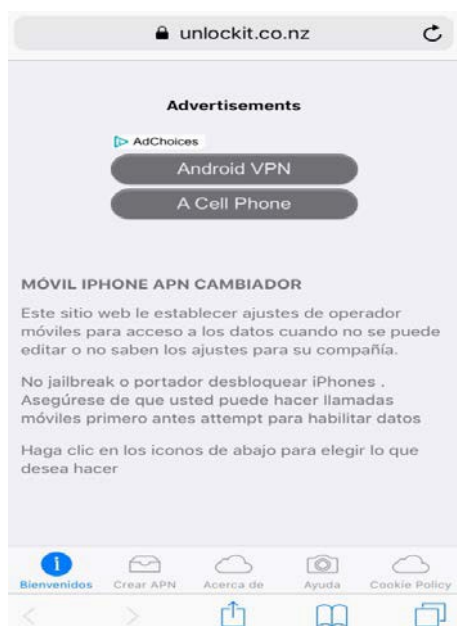 unlockit.co.nz
Advertisements
AdChoices
Android VPN
A Cell Phone
MÓVIL IPHONE APN CAMBIADOR
Este sitio web le establecer ajustes de operador
móviles para acceso a los datos cuando no se puede
editar o no saben los ajustes para su compañía.
No jailbreak o portador desbloquear iPhones .
Asegúrese de que usted puede hacer llamadas
móviles primero antes attempt para habilitar datos
Haga clic en los iconos de abajo para elegir lo que
desea hacer
Bienvenidos Crear APN Acerca de Ayuda Cookie Policy